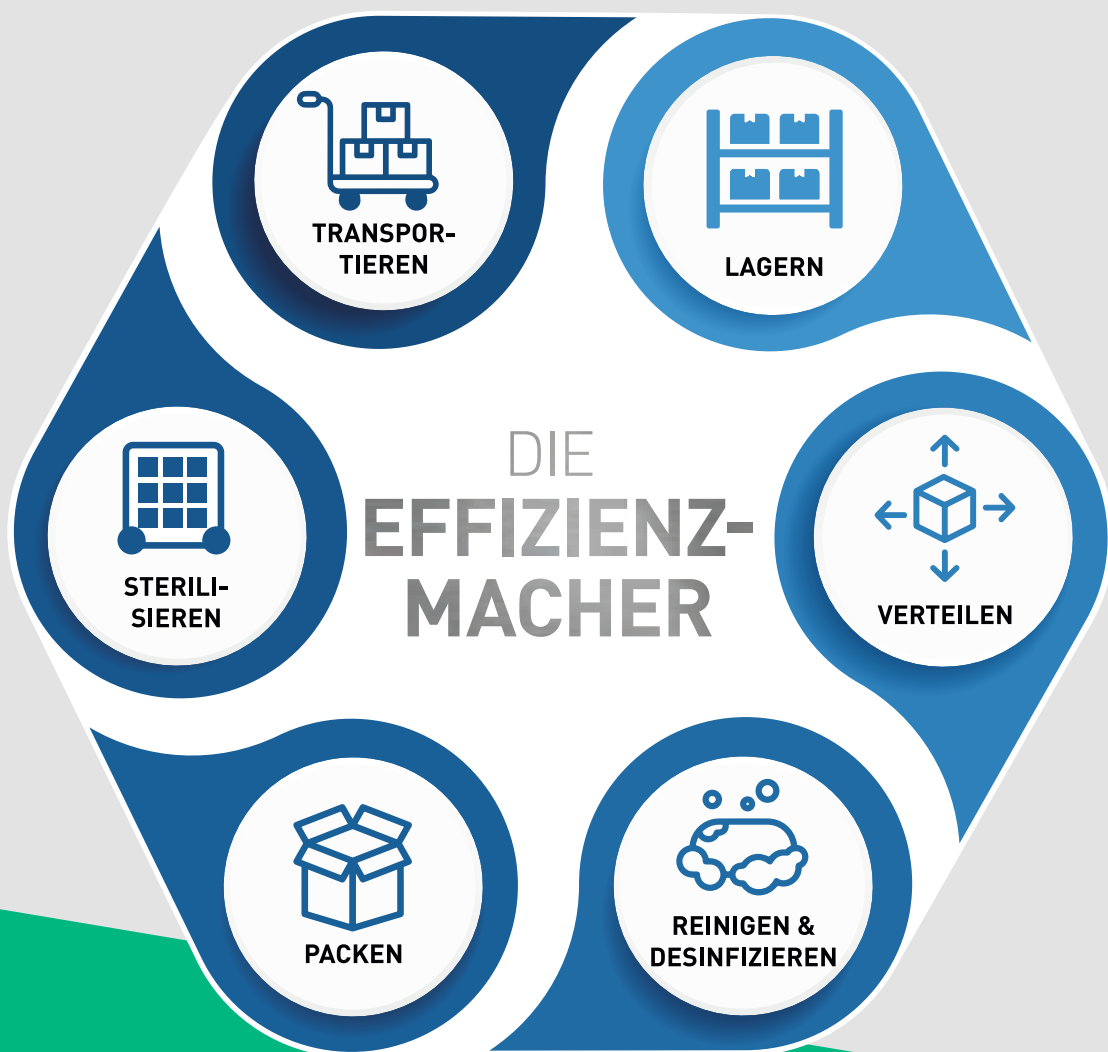 TRANSPOR-
TIEREN
LAGERN
DIE
EFFIZIENZ-
MACHER
STERILI-
SIEREN
VERTEILEN
PACKEN
REINIGEN &
DESINFIZIEREN